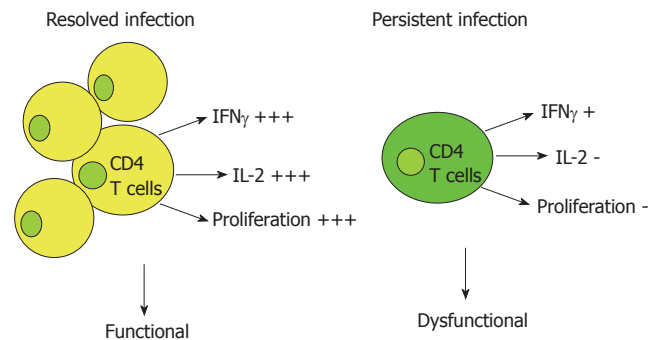 Resolved infection
IFNγ +++
CD4
T cells
IL-2 +++
Proliferation +++
Functional
Persistent infection
IFNγ +
CD4
T cells
IL-2 -
Proliferation -
Dysfunctional